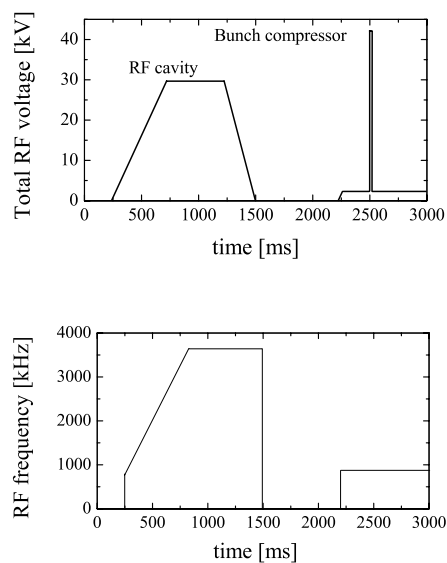 Total RF voltage [kV]
40
30
20
10
0
Bunch compressor
RF cavity
0 500 1000 1500 2000 2500 3000
time [ms]
RF frequency [kHz]
4000
3000
2000
1000
0
0 500 1000 1500 2000 2500 3000
time [ms]